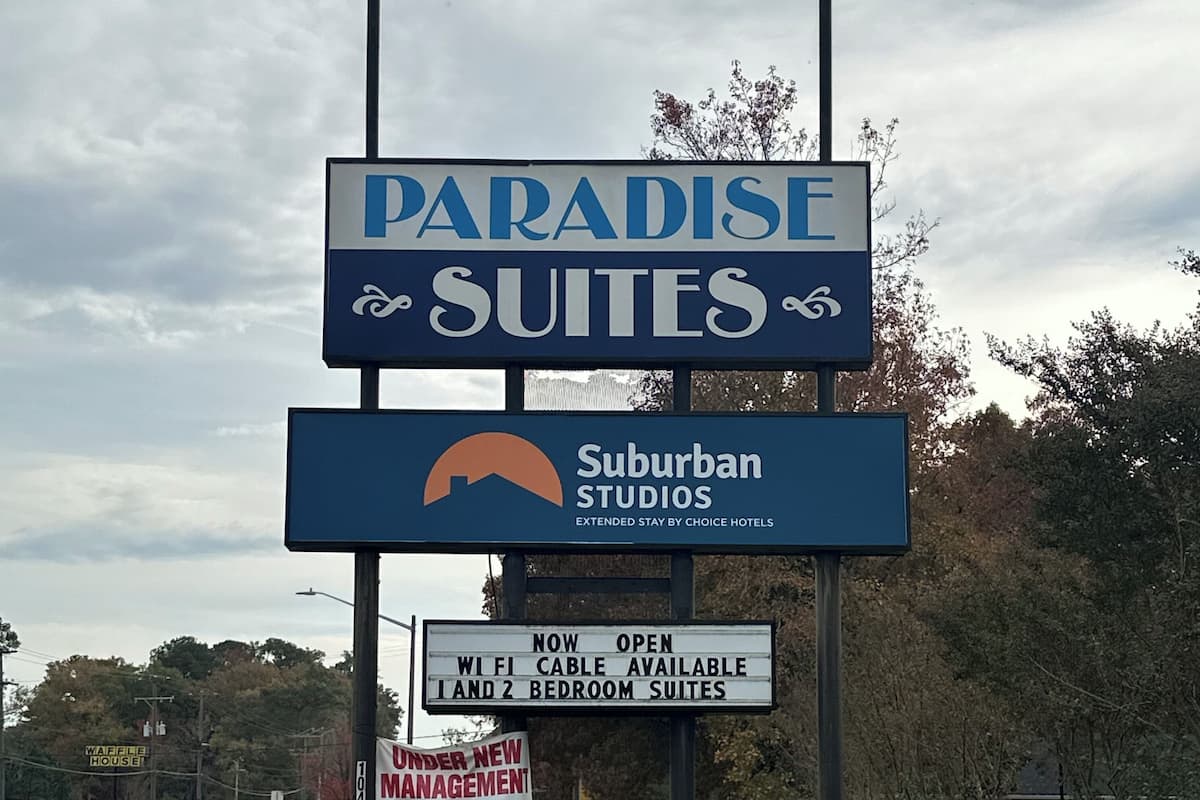 PARADISE
SUITES
Suburban
STUDIOS
EXTENDED STAY BY CHOICE HOTELS
NOW OPEN
WI FI CABLE AVAILABLE
1 AND 2 BEDROOM SUITES
UNDER NEW
MANAGEMENT
WAFFLE
HOUSE
104